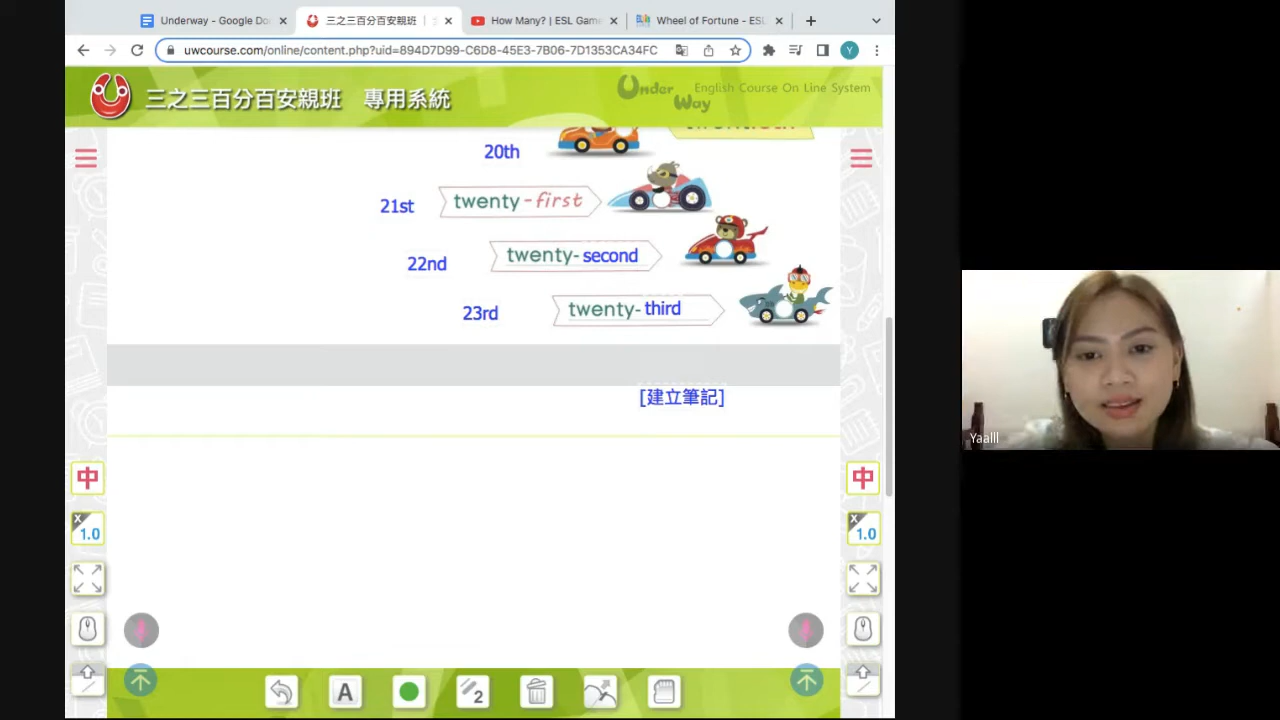 Underway - Google Do
三之三百分百安親班
How Many? | ESL Game
Wheel of Fortune - ESL
uwcourse.com/online/content.php?uid=894D7D99-C6D8-45E3-7B06-7D1353CA34FC
Y
三之三百分百安親班 專用系統
Under Way
English Course On Line System
20th
21st
twenty-first
22nd
twenty-second
23rd
twenty-third
[建立筆記]
Yaalll
中
中
X 1.0
X 1.0
A
2